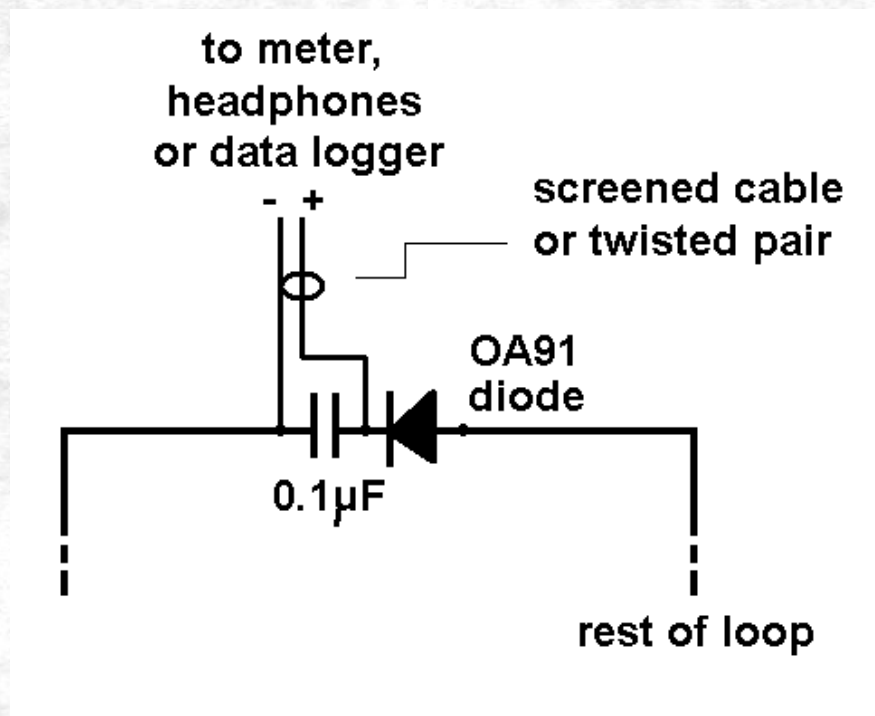 to meter,
headphones
or data logger
- +
screened cable
or twisted pair
OA91
diode
0.1µF
rest of loop